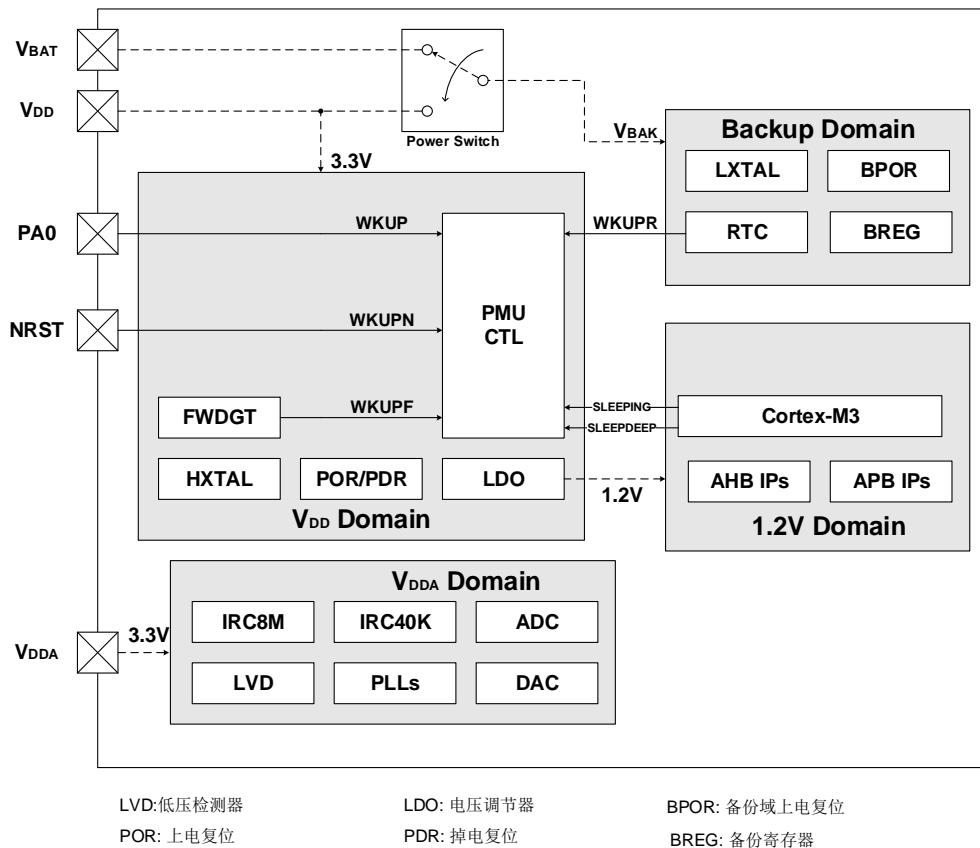 VBAT
VDD
Power Switch
3.3V
VBAK
Backup Domain
LXTAL
BPOR
RTC
BREG
PA0
WKUP
WKUPR
NRST
WKUPN
PMU
CTL
FWDGT
WKUPF
SLEEPING
SLEEPDEEP
Cortex-M3
HXTAL
POR/PDR
LDO
1.2V
AHB IPs
APB IPs
VDD Domain
1.2V Domain
VDDA Domain
VDDA
3.3V
IRC8M
IRC40K
ADC
LVD
PLLs
DAC
LVD:低压检测器
LDO: 电压调节器
BPOR: 备份域上电复位
POR: 上电复位
PDR: 掉电复位
BREG: 备份寄存器